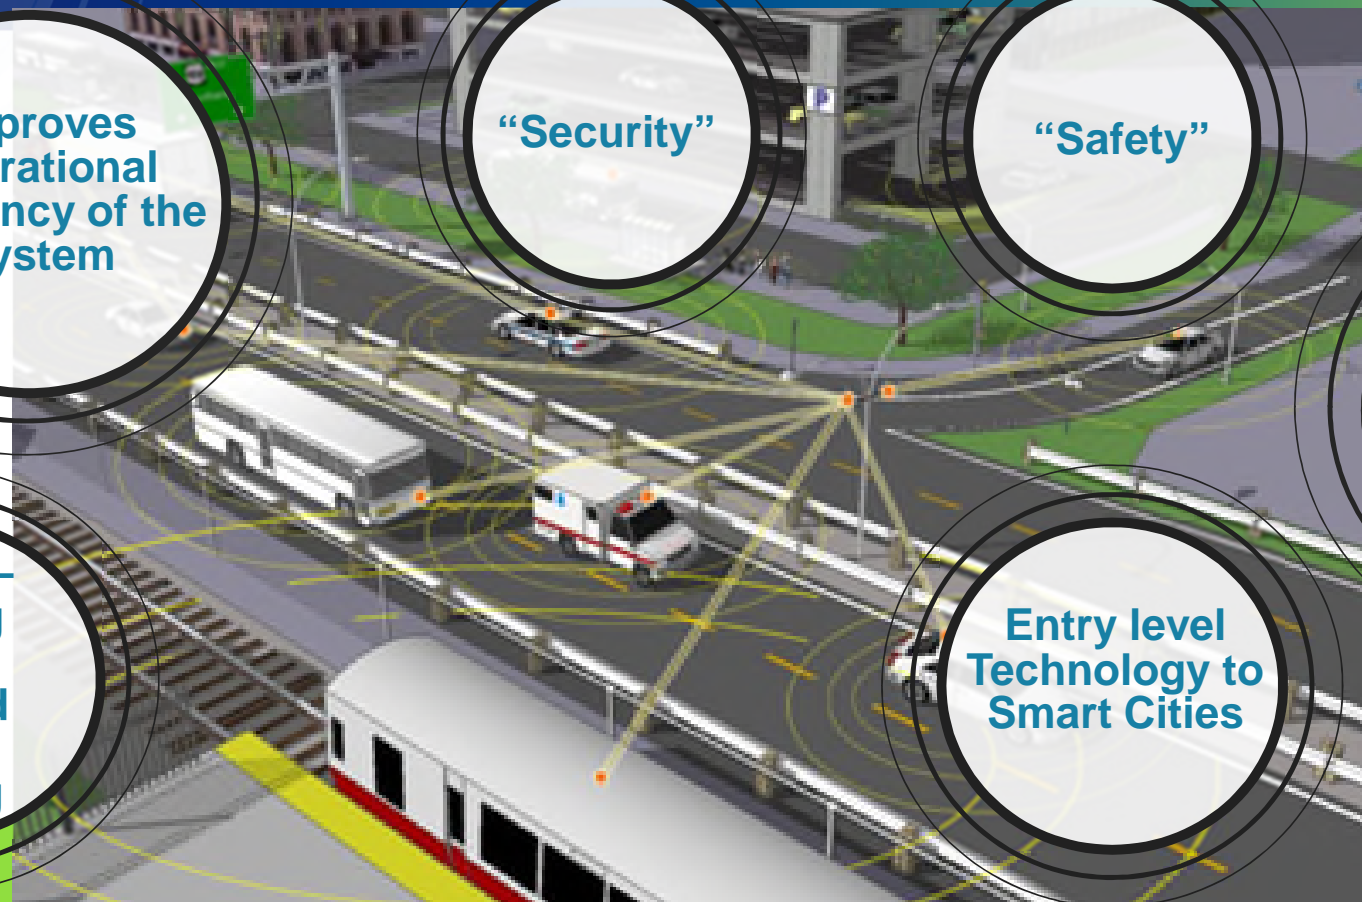 proves
rational
ncy of the
ystem
“Security”
“Safety”
Entry level
Technology to
Smart Cities